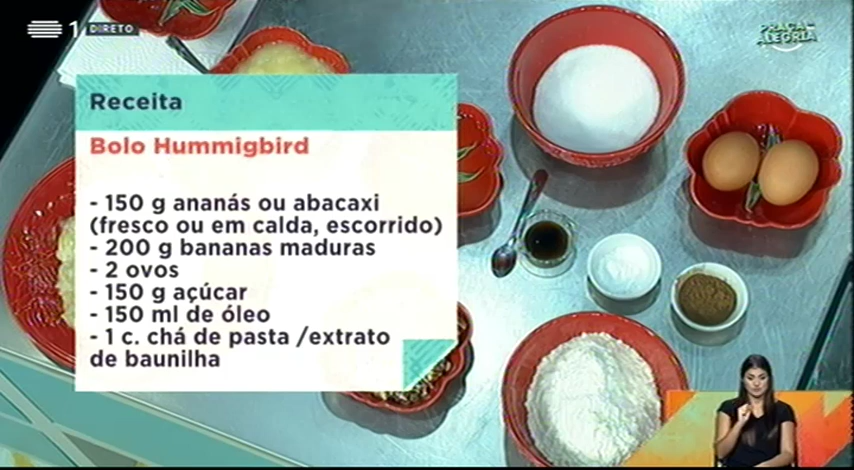 1 DIRETO
PRAÇA DA
ALEGRIA
Receita
Bolo Hummigbird
- 150 g ananás ou abacaxi
(fresco ou em calda, escorrido)
- 200 g bananas maduras
- 2 ovos
- 150 g açúcar
- 150 ml de óleo
- 1 c. chá de pasta /extrato
de baunilha